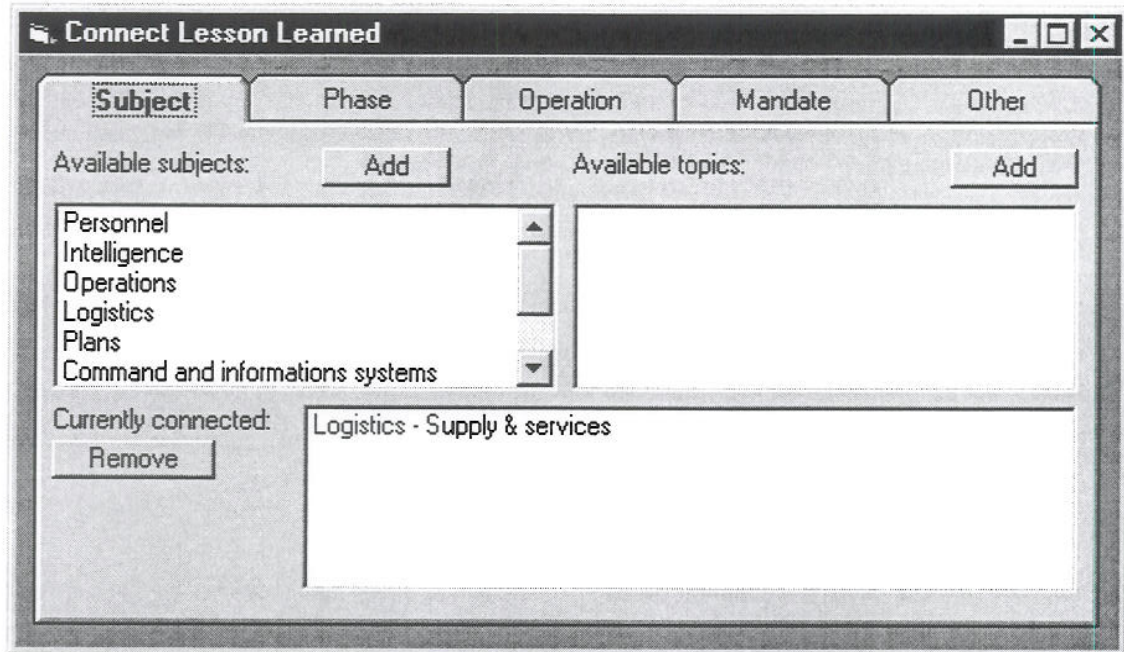 Connect Lesson Learned
Subject
Phase
Operation
Mandate
Other
Available subjects:
Add
Available topics:
Add
Personnel
Intelligence
Operations
Logistics
Plans
Command and informations systems
Currently connected:
Remove
Logistics - Supply & services